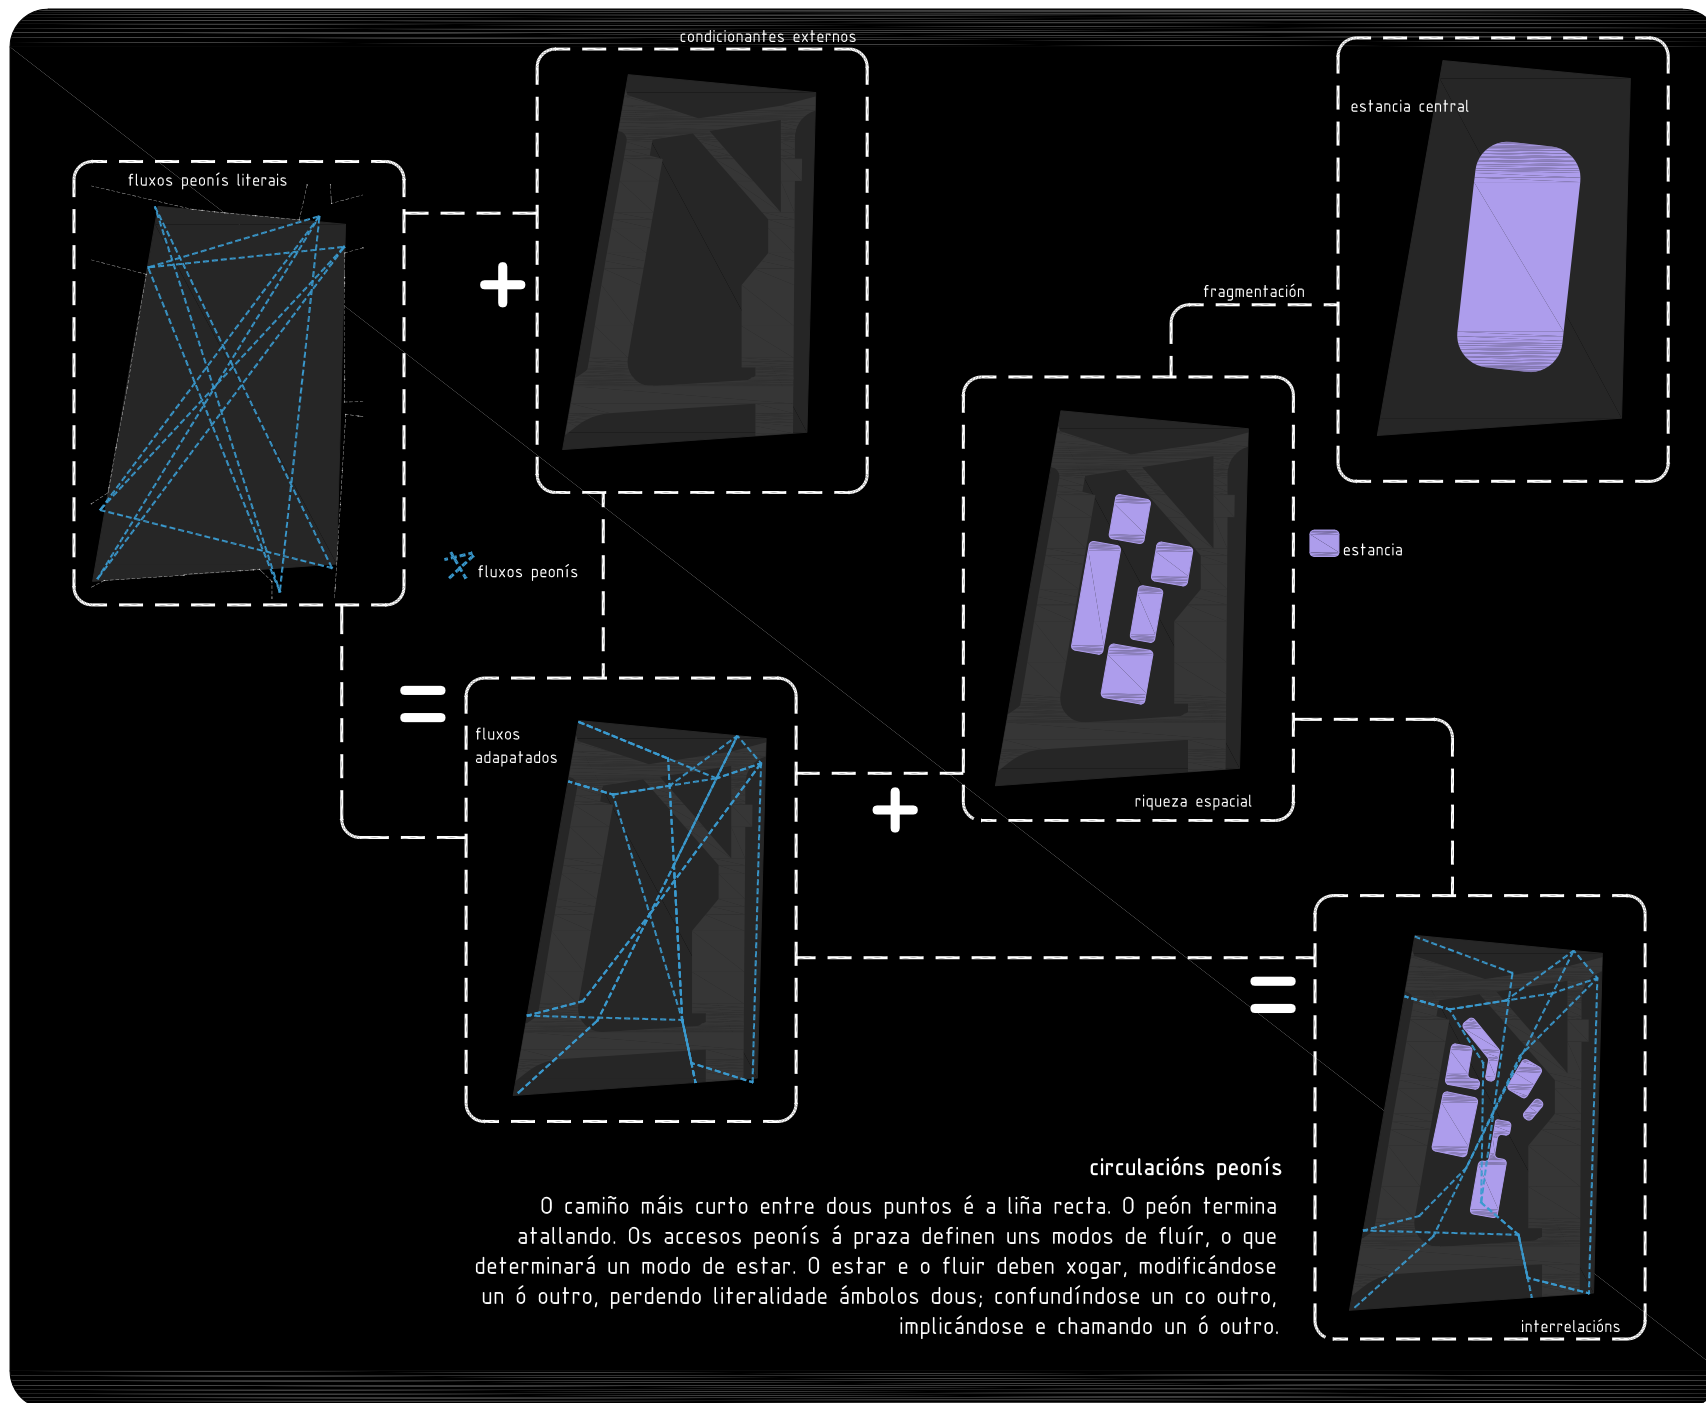 condicionantes externos
estancia central
fluxos peonís literais
fragmentación
estancia
fluxos peonís
fluxos
adapatados
riqueza espacial
circulacións peonís
O camiño máis curto entre dous puntos é a liña recta. O peón termina
atallando. Os accesos peonís á praza definen uns modos de fluír, o que
determinará un modo de estar. O estar e o fluir deben xogar, modificándose
un ó outro, perdendo literalidade ámbolos dous; confundíndose un co outro,
implicándose e chamando un ó outro.
interrelacións